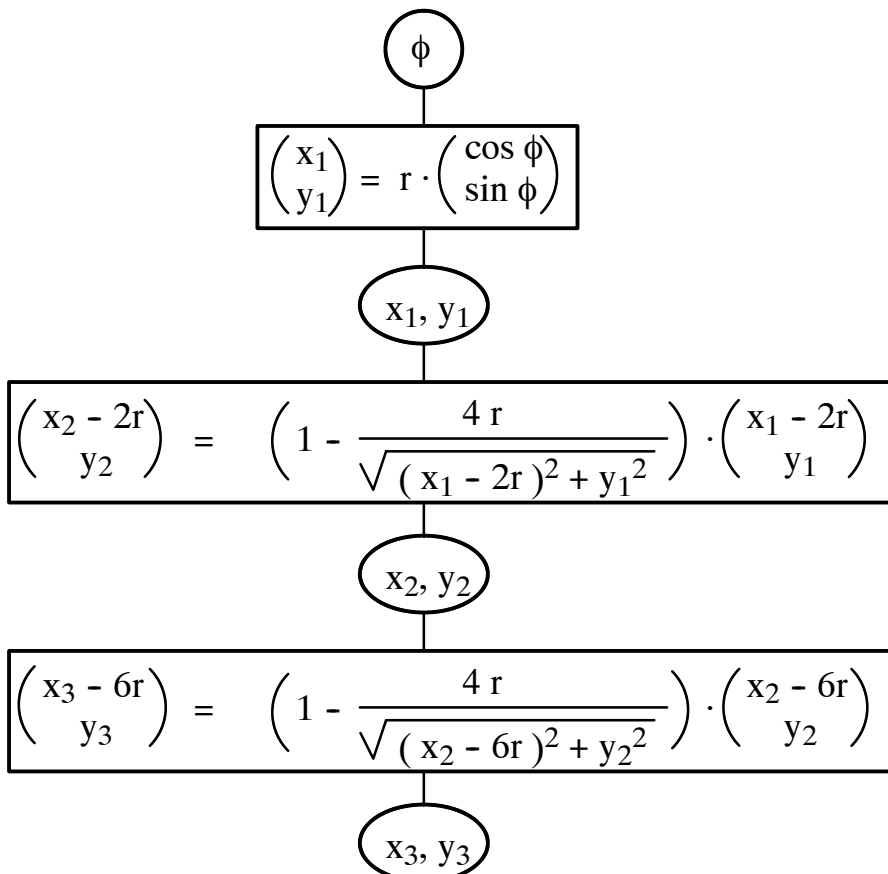 ϕ
(x₁ y₁) = r · (cos ϕ sin ϕ)
x₁, y₁
(x₂ - 2r y₂) = (1 - 4 r / √( x₁ - 2r )² + y₁²) · (x₁ - 2r y₁)
x₂, y₂
(x₃ - 6r y₃) = (1 - 4 r / √( x₂ - 6r )² + y₂²) · (x₂ - 6r y₂)
x₃, y₃